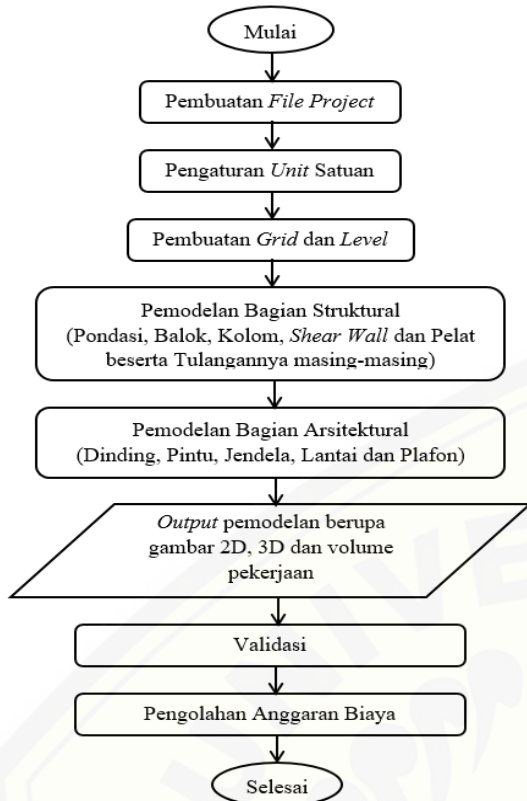 Mulai
Pembuatan File Project
Pengaturan Unit Satuan
Pembuatan Grid dan Level
Pemodelan Bagian Struktural
(Pondasi, Balok, Kolom, Shear Wall dan Pelat
beserta Tulangannya masing-masing)
Pemodelan Bagian Arsitektural
(Dinding, Pintu, Jendela, Lantai dan Plafon)
Output pemodelan berupa
gambar 2D, 3D dan volume
pekerjaan
Validasi
Pengolahan Anggaran Biaya
Selesai